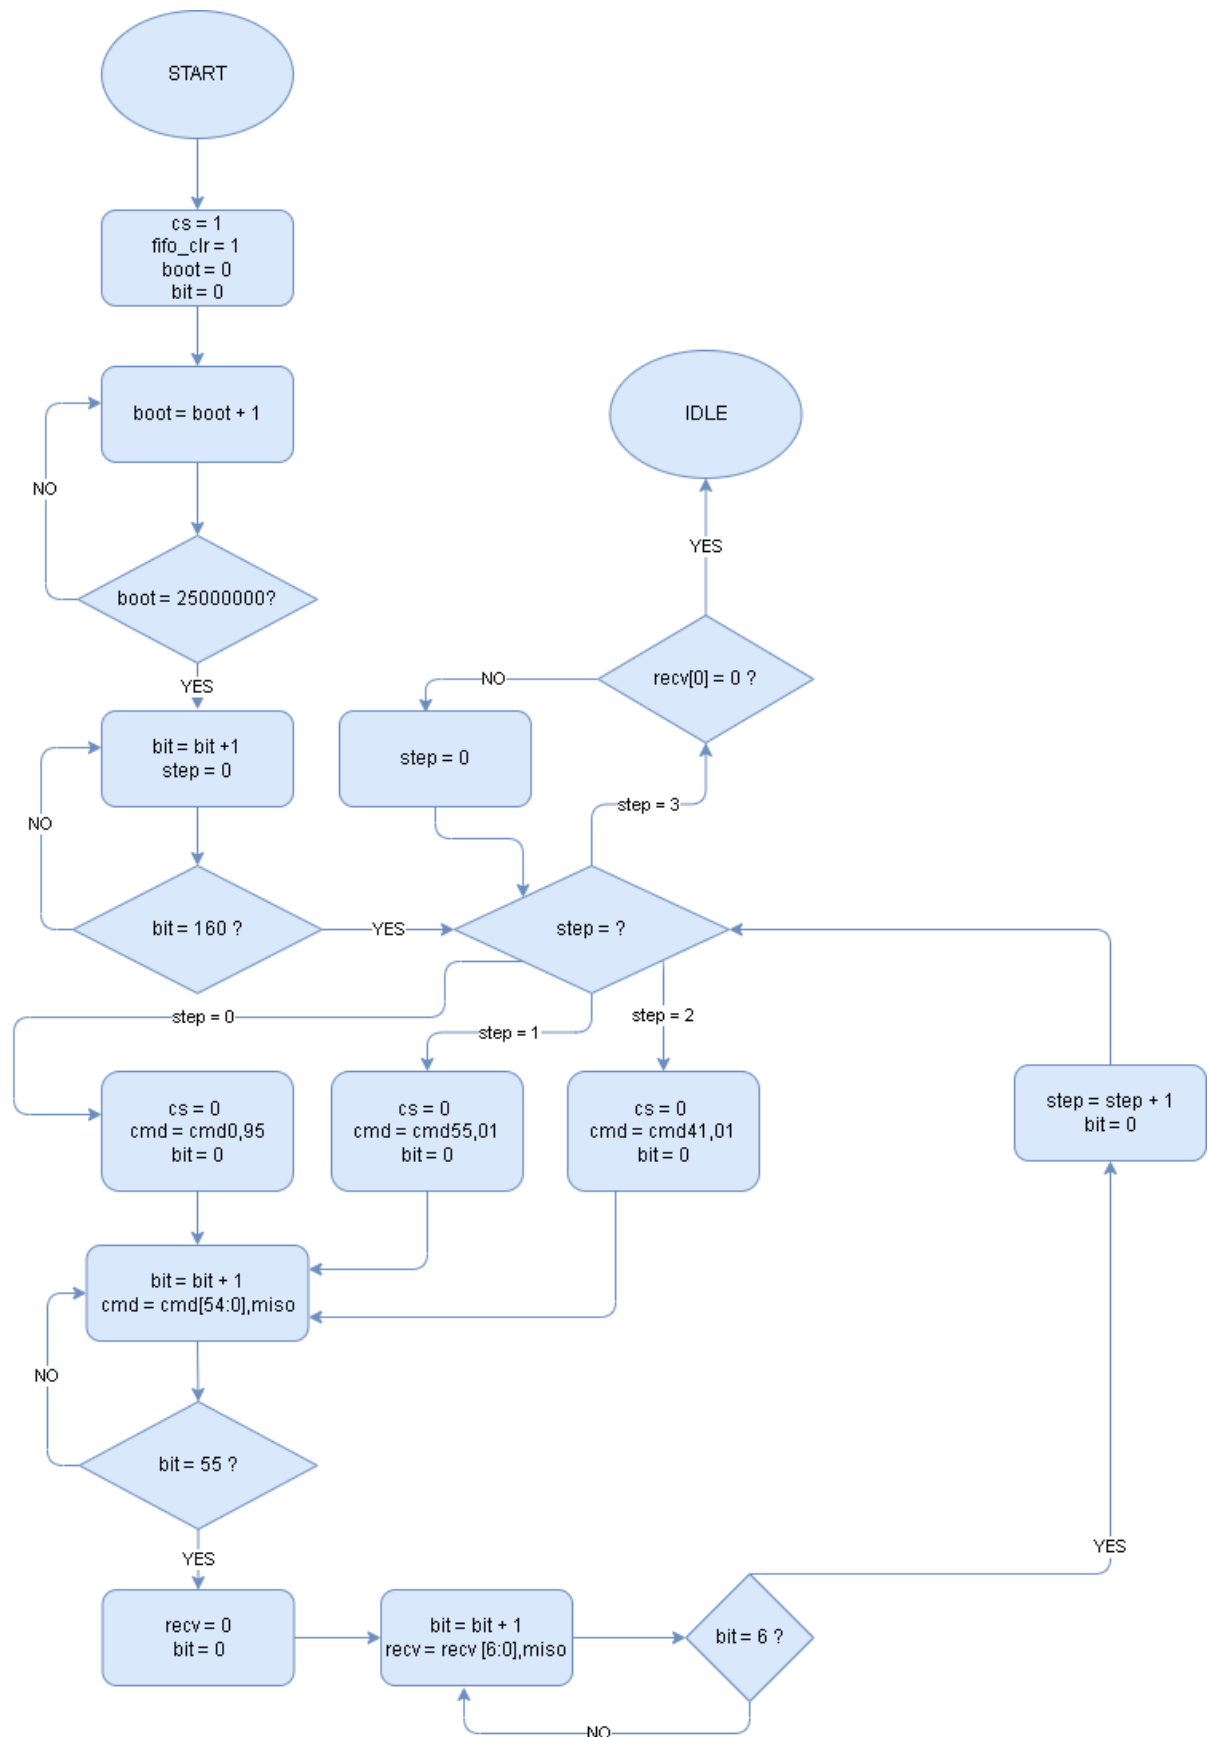 START
cs = 1
fifo_clr = 1
boot = 0
bit = 0
boot = boot + 1
NO
boot = 25000000?
YES
bit = bit +1
step = 0
NO
bit = 160 ?
YES
IDLE
YES
recv[0] = 0 ?
NO
step = 0
step = 3
step = ?
step = 0
step = 1
step = 2
cs = 0
cmd = cmd0,95
bit = 0
cs = 0
cmd = cmd55,01
bit = 0
cs = 0
cmd = cmd41,01
bit = 0
step = step + 1
bit = 0
bit = bit + 1
cmd = cmd[54:0],miso
NO
bit = 55 ?
YES
recv = 0
bit = 0
bit = bit + 1
recv = recv [6:0],miso
bit = 6 ?
YES
NO